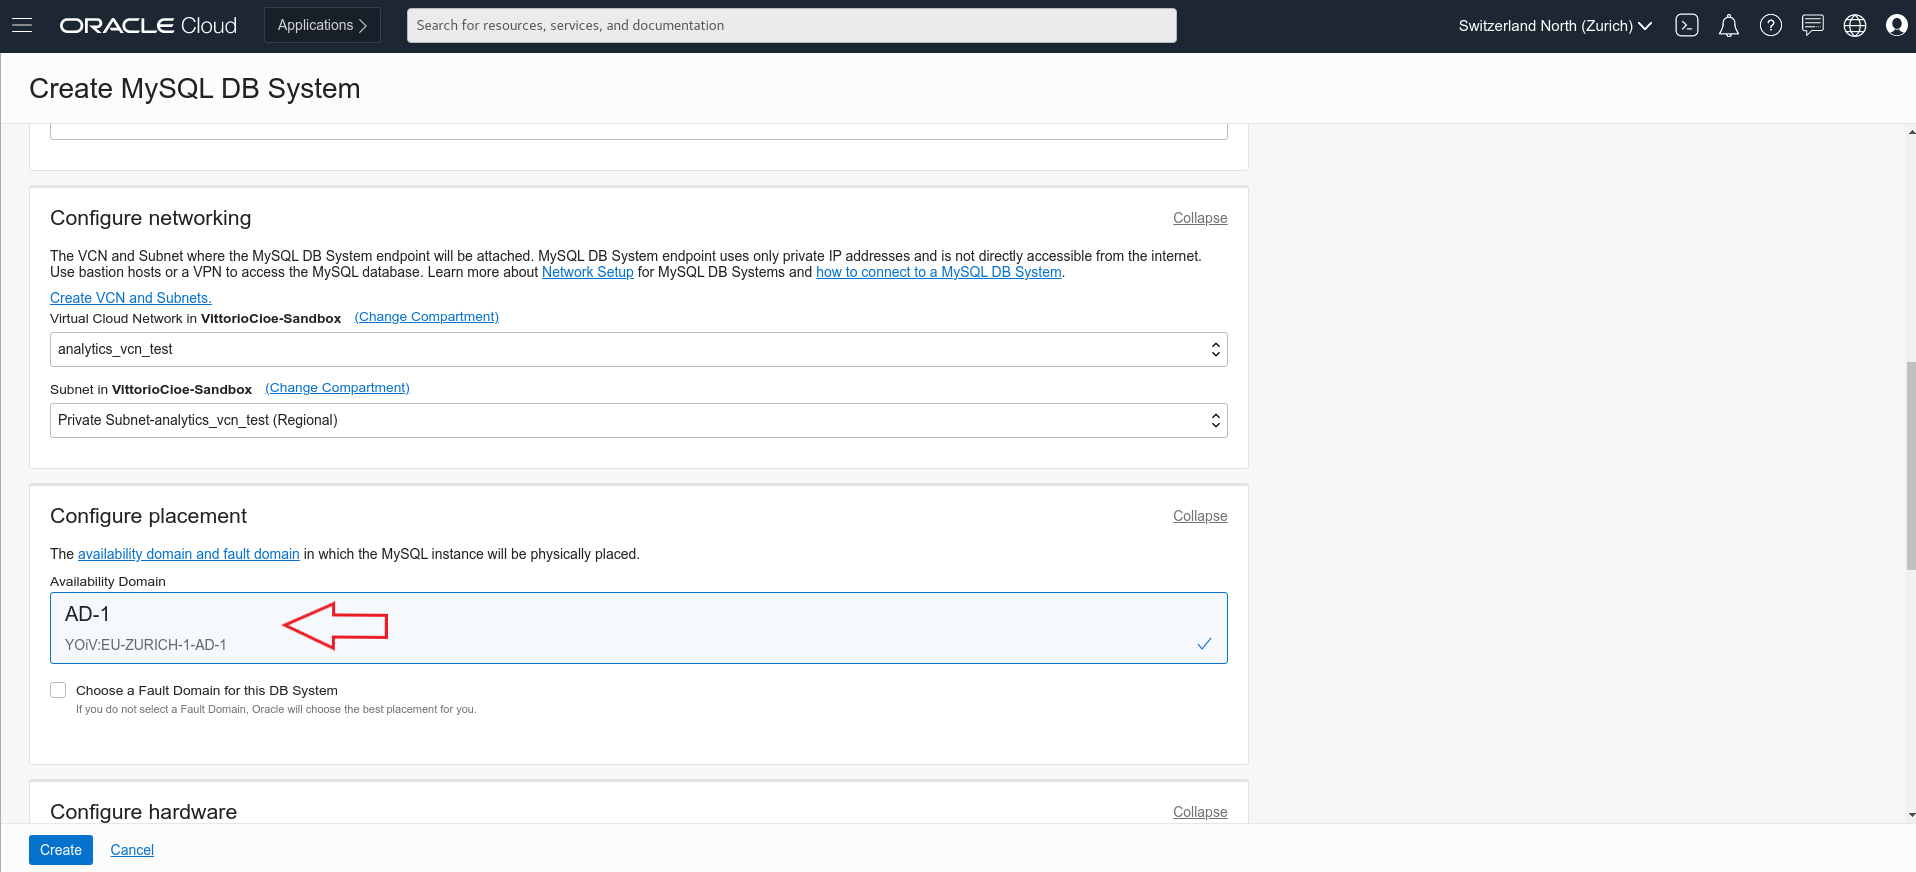 ORACLE Cloud
Applications
Search for resources, services, and documentation
Switzerland North (Zurich)
Create MySQL DB System
Configure networking
Collapse
The VCN and Subnet where the MySQL DB System endpoint will be attached. MySQL DB System endpoint uses only private IP addresses and is not directly accessible from the internet.
Use bastion hosts or a VPN to access the MySQL database. Learn more about Network Setup for MySQL DB Systems and how to connect to a MySQL DB System.
Create VCN and Subnets.
Virtual Cloud Network in VittorioCioe-Sandbox (Change Compartment)
analytics_vcn_test
Subnet in VittorioCioe-Sandbox (Change Compartment)
Private Subnet-analytics_vcn_test (Regional)
Configure placement
Collapse
The availability domain and fault domain in which the MySQL instance will be physically placed.
Availability Domain
AD-1
YOiV:EU-ZURICH-1-AD-1
Choose a Fault Domain for this DB System
If you do not select a Fault Domain, Oracle will choose the best placement for you.
Configure hardware
Collapse
Create
Cancel